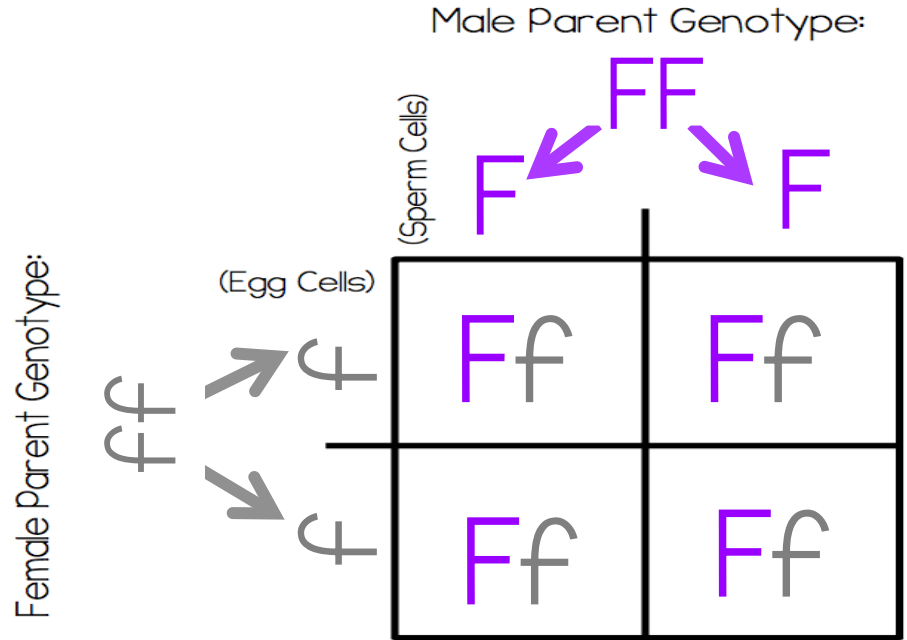 Male Parent Genotype:
FF
(Sperm Cells)
F F
(Egg Cells)
Female Parent Genotype:
ff
f
Ff Ff
f
Ff Ff